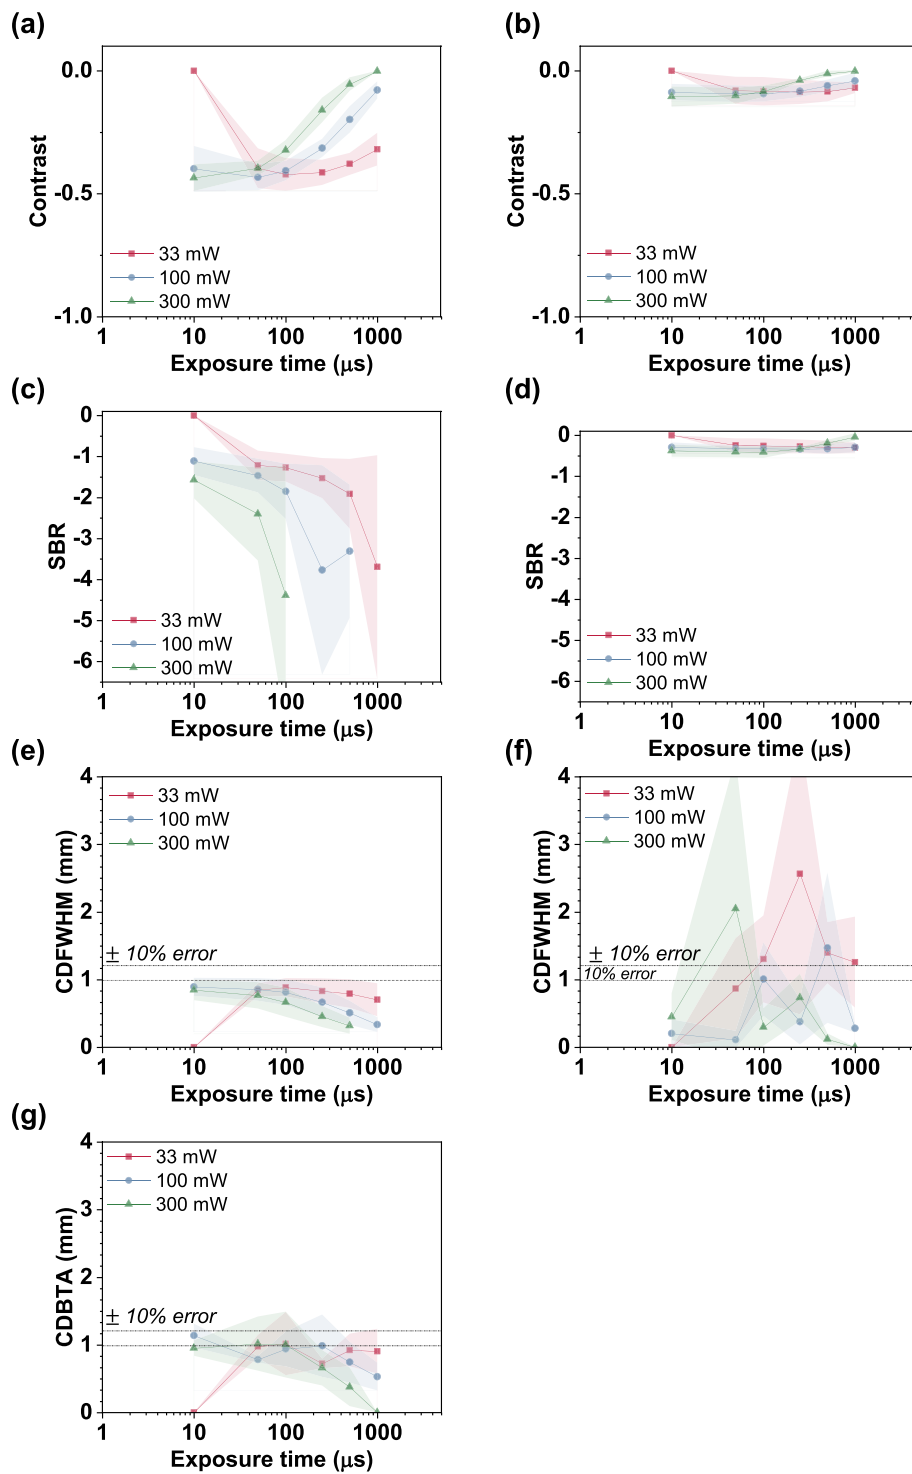 (a)
0.0
-0.5
-1.0
Contrast
33 mW
100 mW
300 mW
1 10 100 1000
Exposure time (μs)
(b)
0.0
-0.5
-1.0
Contrast
33 mW
100 mW
300 mW
1 10 100 1000
Exposure time (μs)
(c)
0
-1
-2
-3
-4
-5
-6
SBR
33 mW
100 mW
300 mW
1 10 100 1000
Exposure time (μs)
(d)
0
-1
-2
-3
-4
-5
-6
SBR
33 mW
100 mW
300 mW
1 10 100 1000
Exposure time (μs)
(e)
4
3
2
1
0
CDFWHM (mm)
33 mW
100 mW
300 mW
± 10% error
1 10 100 1000
Exposure time (μs)
(f)
4
3
2
1
0
CDFWHM (mm)
33 mW
100 mW
300 mW
± 10% error
10% error
1 10 100 1000
Exposure time (μs)
(g)
4
3
2
1
0
CDBTA (mm)
33 mW
100 mW
300 mW
± 10% error
1 10 100 1000
Exposure time (μs)